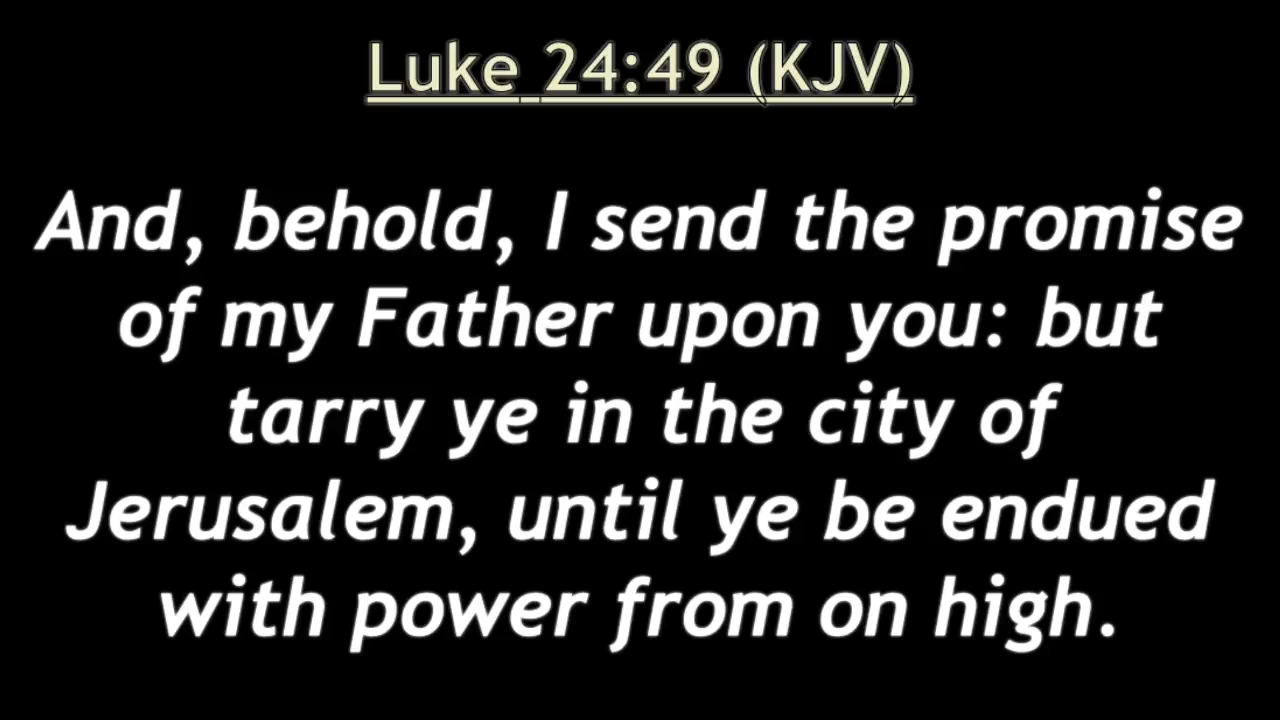 Luke 24:49 (KJV)
And, behold, I send the promise
of my Father upon you: but
tarry ye in the city of
Jerusalem, until ye be endued
with power from on high.